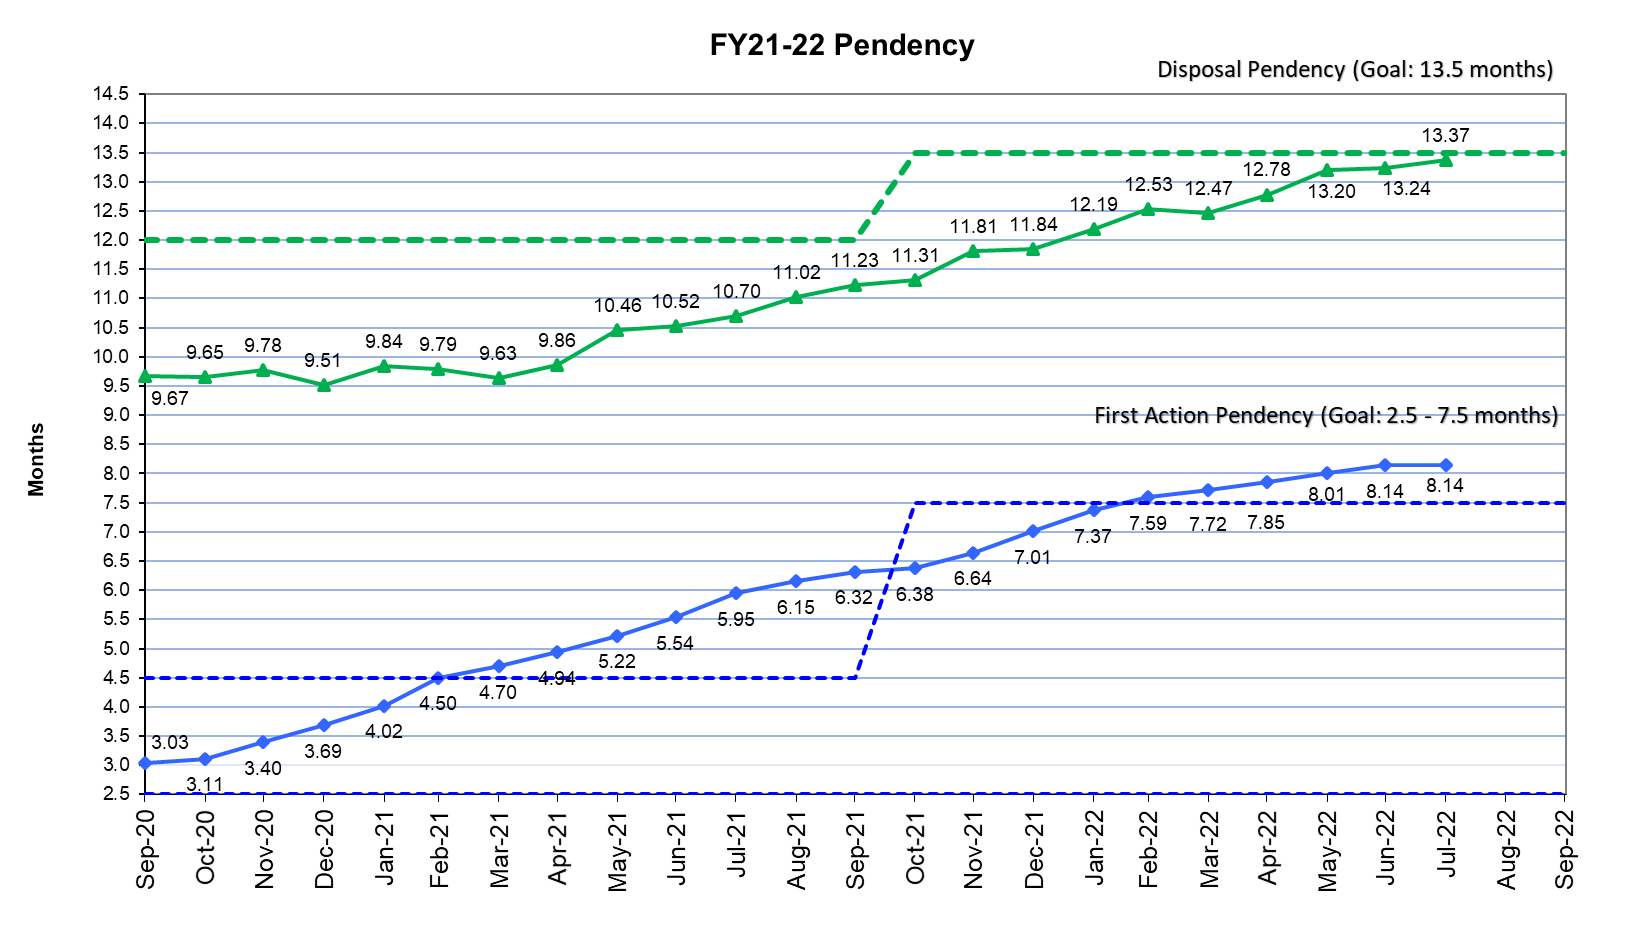 FY21-22 Pendency
Disposal Pendency (Goal: 13.5 months)
14.5
14.0
13.5
13.0
12.5
12.0
11.5
11.0
10.5
10.0
9.5
9.0
8.5
8.0
7.5
7.0
6.5
6.0
5.5
5.0
4.5
4.0
3.5
3.0
2.5
Months
9.67
9.65
9.78
9.51
9.84
9.79
9.63
9.86
10.46
10.52
10.70
11.02
11.23
11.31
11.81
11.84
12.19
12.53
12.47
12.78
13.20
13.24
13.37
First Action Pendency (Goal: 2.5 - 7.5 months)
3.03
3.11
3.40
3.69
4.02
4.50
4.70
4.94
5.22
5.54
5.95
6.15
6.32
6.38
6.64
7.01
7.37
7.59
7.72
7.85
8.01
8.14
8.14
Sep-20
Oct-20
Nov-20
Dec-20
Jan-21
Feb-21
Mar-21
Apr-21
May-21
Jun-21
Jul-21
Aug-21
Sep-21
Oct-21
Nov-21
Dec-21
Jan-22
Feb-22
Mar-22
Apr-22
May-22
Jun-22
Jul-22
Aug-22
Sep-22